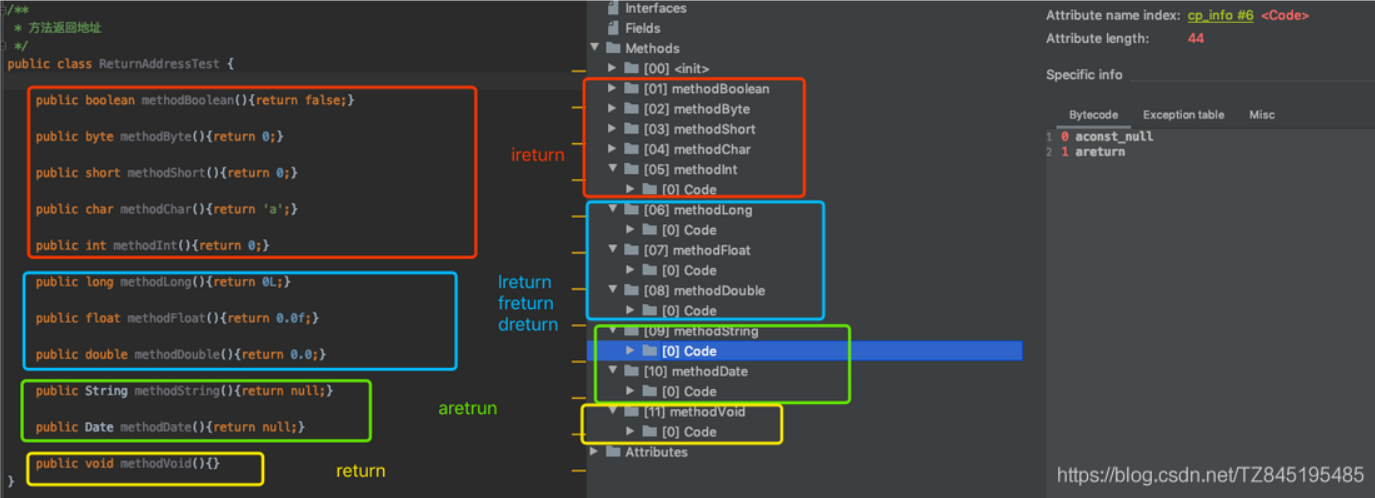 /**
* 方法返回地址
*/
public class ReturnAddressTest {
public boolean methodBoolean(){return false;}
public byte methodByte(){return 0;}
public short methodShort(){return 0;}
public char methodChar(){return 'a';}
public int methodInt(){return 0;}
public long methodLong(){return 0L;}
public float methodFloat(){return 0.0f;}
public double methodDouble(){return 0.0;}
public String methodString(){return null;}
public Date methodDate(){return null;}
public void methodVoid(){}
}
ireturn
lreturn
freturn
dreturn
aretrun
return
Interfaces
Fields
Methods
[00] <init>
[01] methodBoolean
[02] methodByte
[03] methodShort
[04] methodChar
[05] methodInt
[0] Code
[06] methodLong
[0] Code
[07] methodFloat
[0] Code
[08] methodDouble
[0] Code
[09] methodString
[0] Code
[10] methodDate
[0] Code
[11] methodVoid
[0] Code
Attributes
Attribute name index: cp_info #6 <Code>
Attribute length: 44
Specific info
Bytecode Exception table Misc
1 0 aconst_null
2 1 areturn
https://blog.csdn.net/TZ845195485